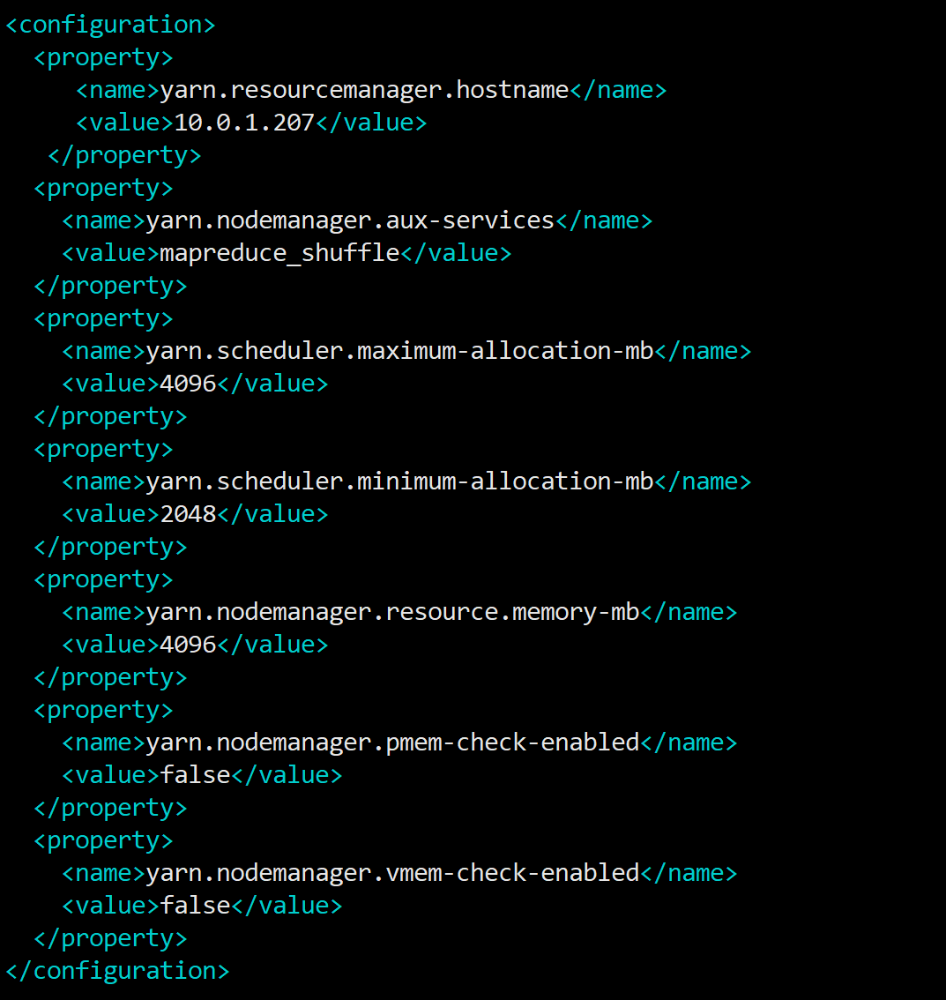 <configuration>
  <property>
     <name>yarn.resourcemanager.hostname</name>
     <value>10.0.1.207</value>
   </property>
  <property>
    <name>yarn.nodemanager.aux-services</name>
    <value>mapreduce_shuffle</value>
  </property>
  <property>
    <name>yarn.scheduler.maximum-allocation-mb</name>
    <value>4096</value>
  </property>
  <property>
    <name>yarn.scheduler.minimum-allocation-mb</name>
    <value>2048</value>
  </property>
  <property>
    <name>yarn.nodemanager.resource.memory-mb</name>
    <value>4096</value>
  </property>
  <property>
    <name>yarn.nodemanager.pmem-check-enabled</name>
    <value>false</value>
  </property>
  <property>
    <name>yarn.nodemanager.vmem-check-enabled</name>
    <value>false</value>
  </property>
</configuration>